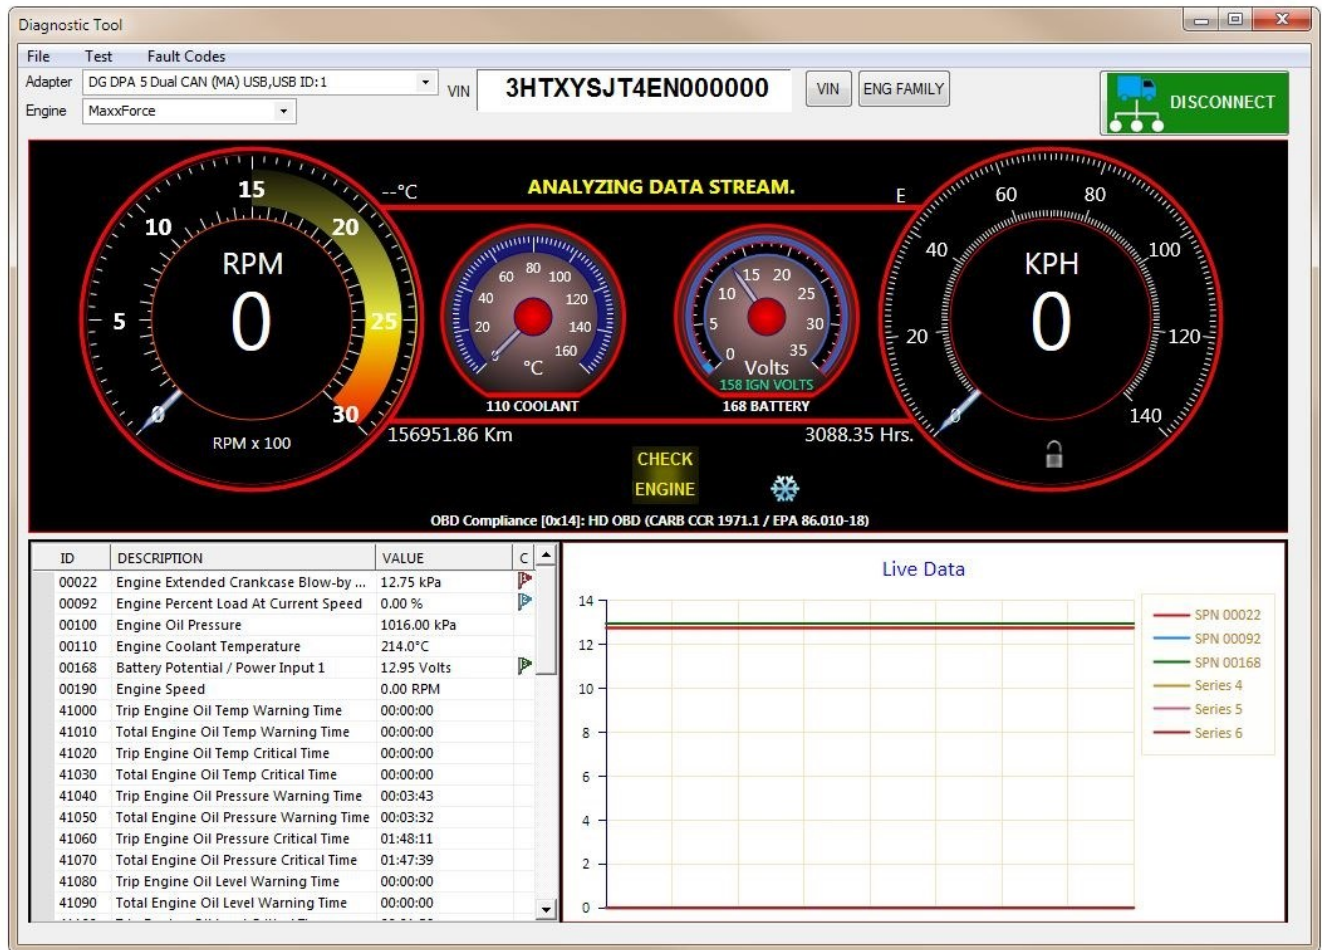 Diagnostic Tool
File Test Fault Codes
Adapter DG DPA 5 Dual CAN (MA) USB,USB ID:1
Engine MaxxForce
VIN 3HTXYSJT4EN000000 VIN ENG FAMILY
DISCONNECT
ANALYZING DATA STREAM.
--°C
E
0 5 10 15 20 25 30
RPM
0
RPM x 100
0 20 40 60 80 100 120 140 160
°C
110 COOLANT
0 5 10 15 20 25 30 35
Volts
158 IGN VOLTS
168 BATTERY
0 20 40 60 80 100 120 140
KPH
0
156951.86 Km
3088.35 Hrs.
CHECK
ENGINE
OBD Compliance [0x14]: HD OBD (CARB CCR 1971.1 / EPA 86.010-18)
ID DESCRIPTION VALUE C
00022 Engine Extended Crankcase Blow-by ... 12.75 kPa
00092 Engine Percent Load At Current Speed 0.00 %
00100 Engine Oil Pressure 1016.00 kPa
00110 Engine Coolant Temperature 214.0°C
00168 Battery Potential / Power Input 1 12.95 Volts
00190 Engine Speed 0.00 RPM
41000 Trip Engine Oil Temp Warning Time 00:00:00
41010 Total Engine Oil Temp Warning Time 00:00:00
41020 Trip Engine Oil Temp Critical Time 00:00:00
41030 Total Engine Oil Temp Critical Time 00:00:00
41040 Trip Engine Oil Pressure Warning Time 00:03:43
41050 Total Engine Oil Pressure Warning Time 00:03:32
41060 Trip Engine Oil Pressure Critical Time 01:48:11
41070 Total Engine Oil Pressure Critical Time 01:47:39
41080 Trip Engine Oil Level Warning Time 00:00:00
41090 Total Engine Oil Level Warning Time 00:00:00
Live Data
14
12
10
8
6
4
2
0
SPN 00022
SPN 00092
SPN 00168
Series 4
Series 5
Series 6